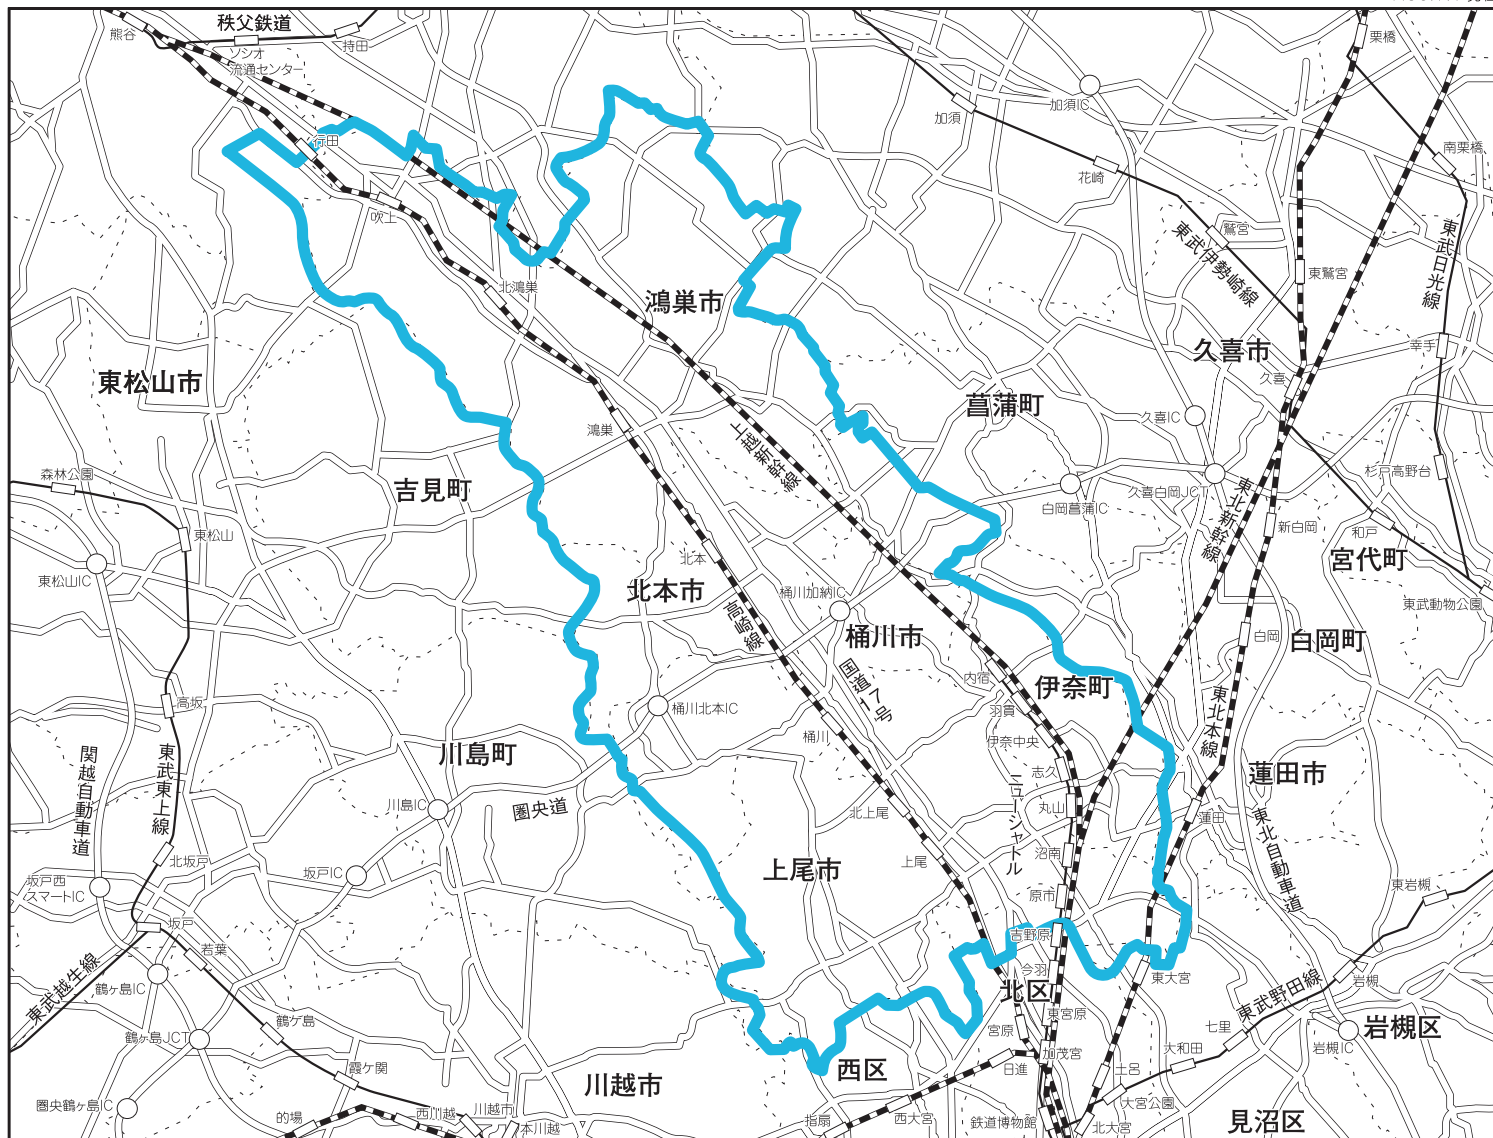 秩父鉄道
熊谷
ソシオ
流通センター
持田
栗橋
加須
加須IC
行田
南栗橋
花崎
吹上
鷲宮
東武伊勢崎線
東武日光線
東鷲宮
北鴻巣
鴻巣市
久喜市
幸手
東松山市
久喜
菖蒲町
久喜IC
鴻巣
上越新幹線
森林公園
吉見町
杉戸高野台
久喜白岡JCT
白岡菖蒲IC
東北新幹線
新白岡
和戸
東松山
宮代町
北本
東松山IC
北本市
桶川加納IC
東武動物公園
高崎線
桶川市
白岡
白岡町
国道17号
内宿
伊奈町
高坂
桶川北本IC
羽貫
東北本線
桶川
伊奈中央
関越自動車道
東武東上線
川島町
志久
蓮田市
ニューシャトル
川島IC
圏央道
丸山
北上尾
蓮田
東北自動車道
北坂戸
沼南
上尾
坂戸IC
上尾市
坂戸西
スマートIC
東岩槻
原市
坂戸
吉野原
若葉
今羽
東武越生線
鶴ヶ島IC
東大宮
岩槻
北区
東武野田線
東宮原
鶴ケ島
宮原
七里
岩槻区
鶴ヶ島JCT
岩槻IC
加茂宮
大和田
霞ケ関
西区
日進
土呂
川越市
圏央鶴ヶ島IC
大宮公園
的場
西川越
川越市
本川越
指扇
西大宮
鉄道博物館
北大宮
見沼区